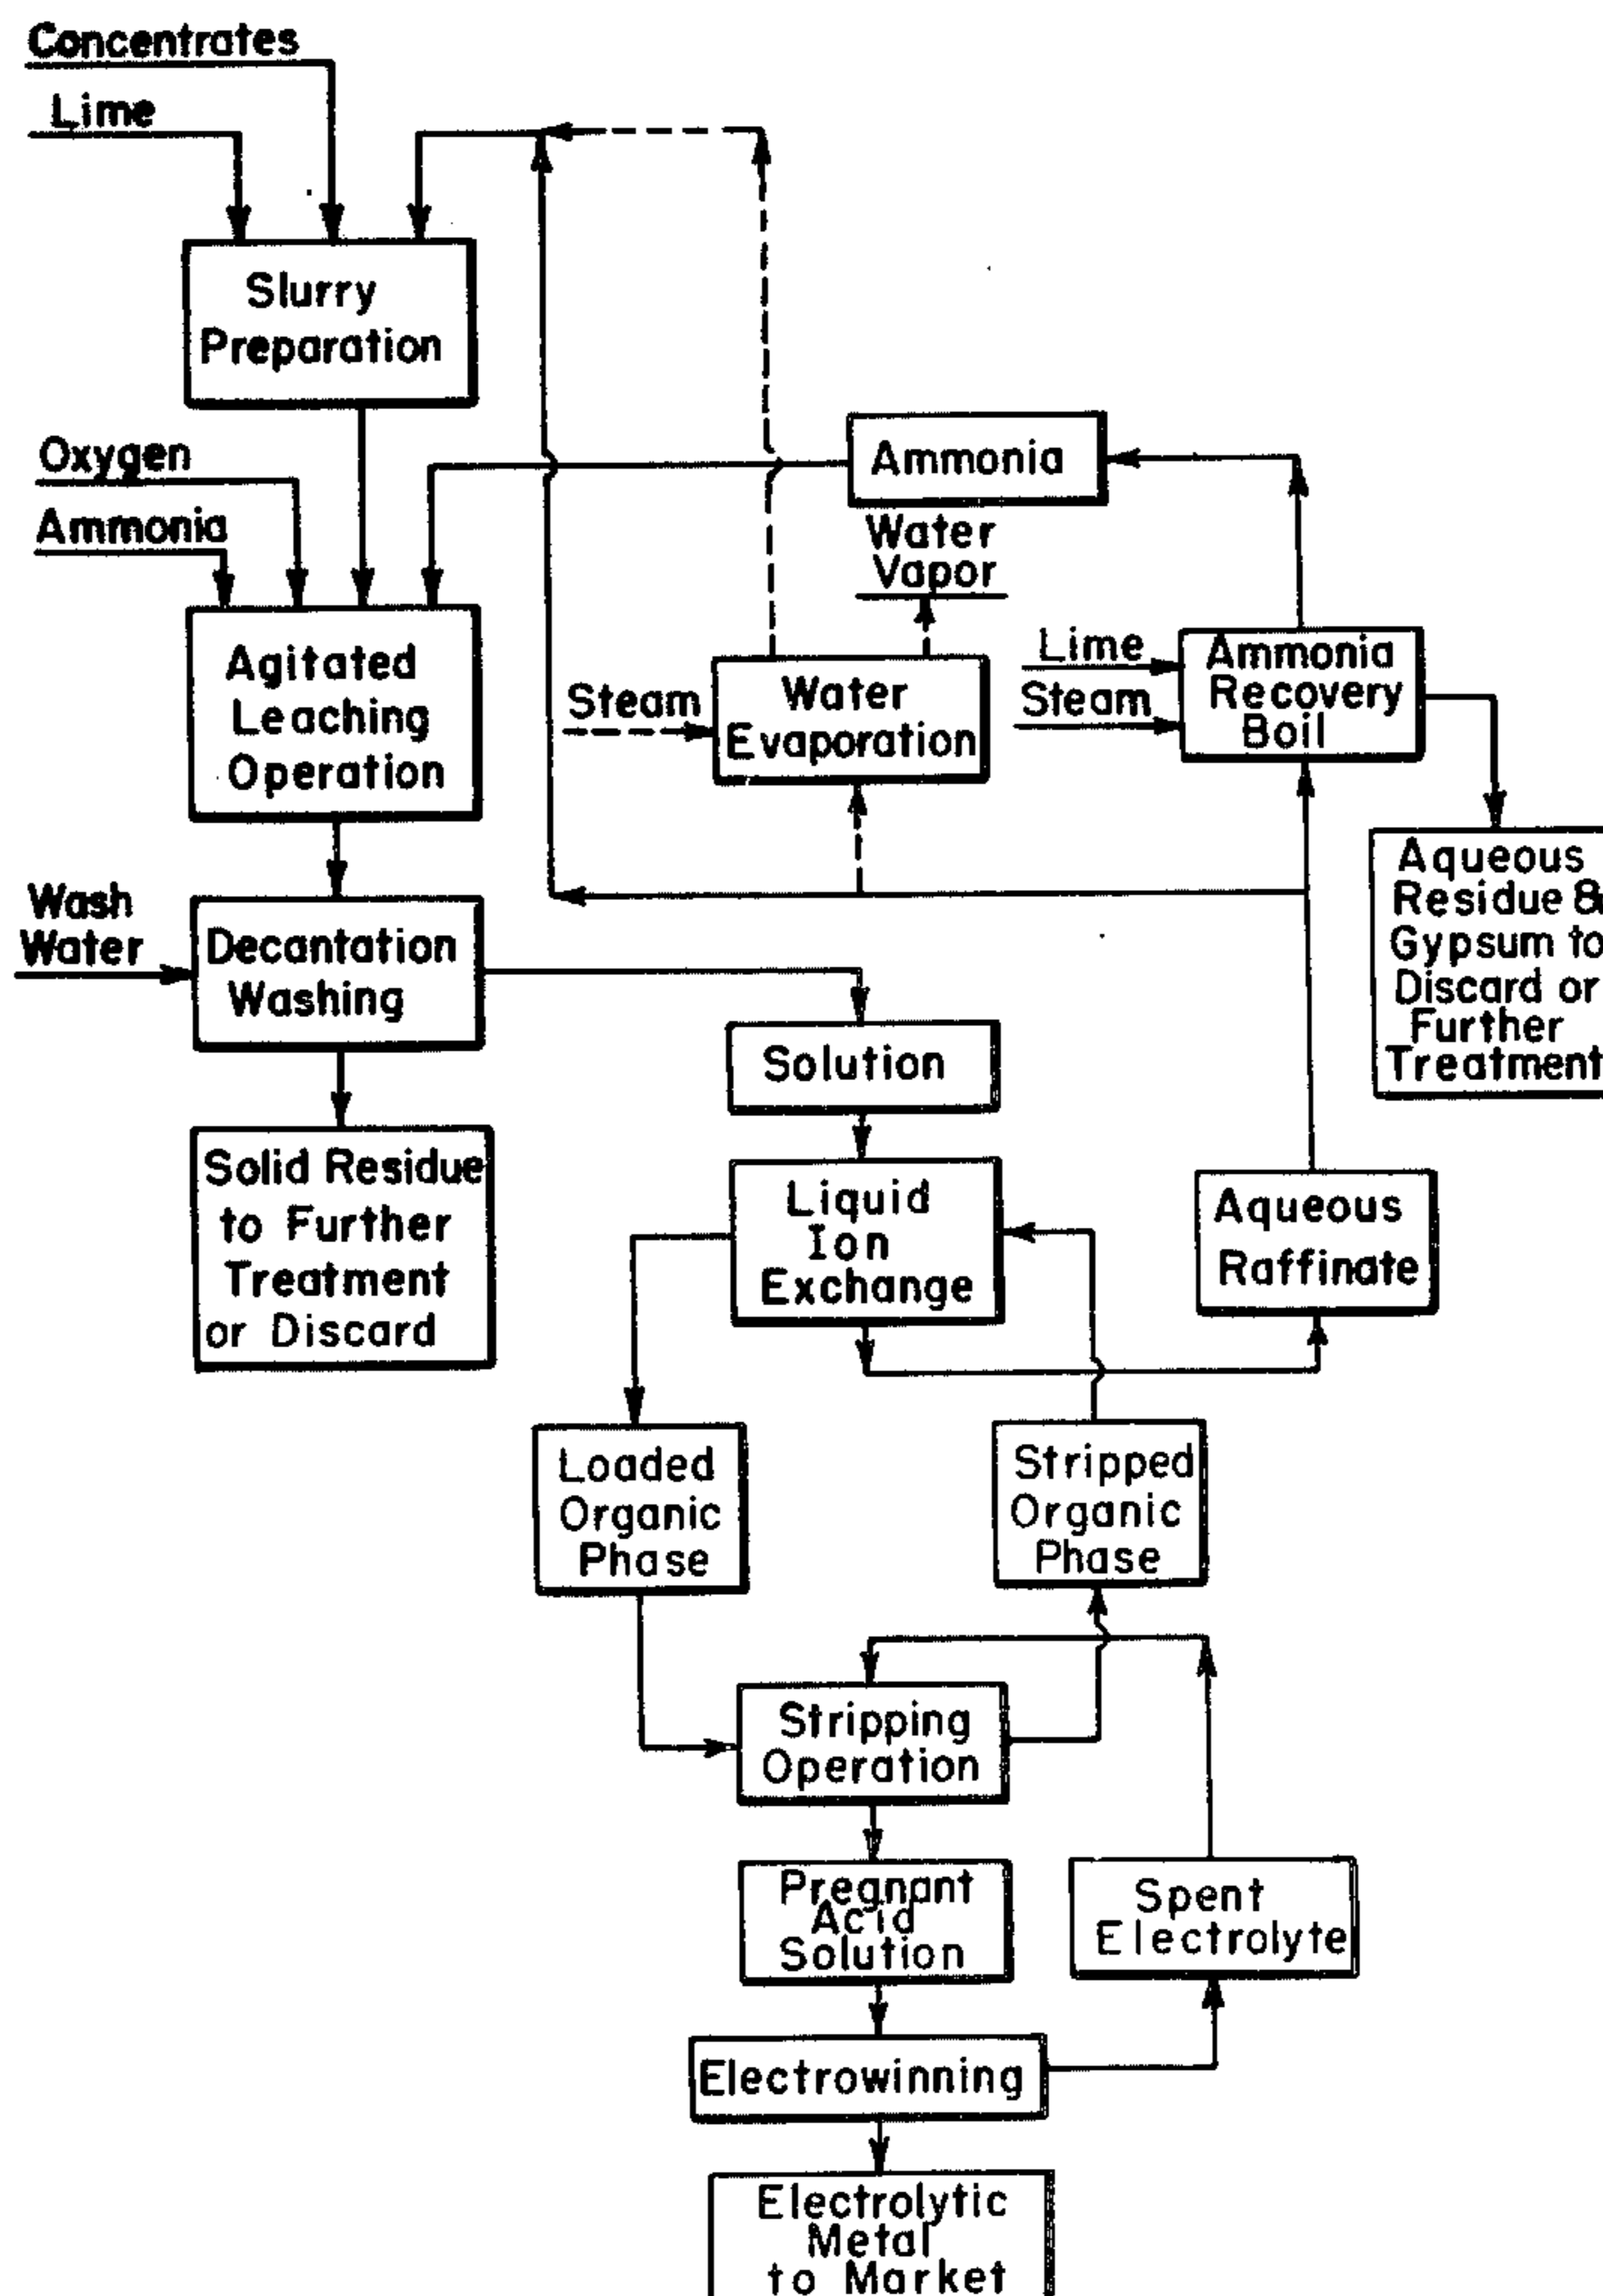 Concentrates
Lime
Slurry
Preparation
Oxygen
Ammonia
Ammonia
Water
Vapor
Agitated
Leaching
Operation
Steam
Water
Evaporation
Lime
Steam
Ammonia
Recovery
Boil
Aqueous
Residue &
Gypsum to
Discard or
Further
Treatment
Wash
Water
Decantation
Washing
Solution
Solid Residue
to Further
Treatment
or Discard
Liquid
Ion
Exchange
Aqueous
Raffinate
Loaded
Organic
Phase
Stripped
Organic
Phase
Stripping
Operation
Pregnant
Acid
Solution
Spent
Electrolyte
Electrowinning
Electrolytic
Metal
to Market